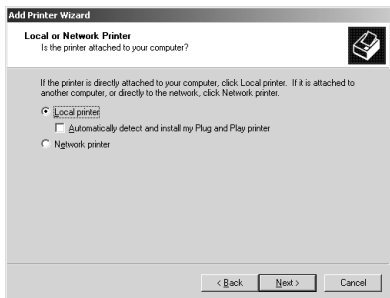 Add Printer Wizard
Local or Network Printer
Is the printer attached to your computer?
If the printer is directly attached to your computer, click Local printer. If it is attached to
another computer, or directly to the network, click Network printer.
Local printer
Automatically detect and install my Plug and Play printer
Network printer
< Back
Next >
Cancel